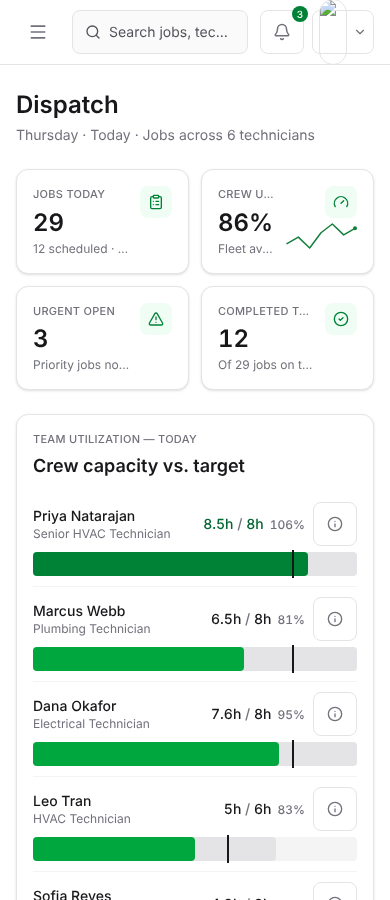 Search jobs, tec...
3
Dispatch
Thursday · Today · Jobs across 6 technicians
JOBS TODAY
29
12 scheduled · ...
CREW U...
86%
Fleet av...
URGENT OPEN
3
Priority jobs no...
COMPLETED T...
12
Of 29 jobs on t...
TEAM UTILIZATION — TODAY
Crew capacity vs. target
Priya Natarajan
Senior HVAC Technician
8.5h / 8h 106%
Marcus Webb
Plumbing Technician
6.5h / 8h 81%
Dana Okafor
Electrical Technician
7.6h / 8h 95%
Leo Tran
HVAC Technician
5h / 6h 83%
Sofia Reyes